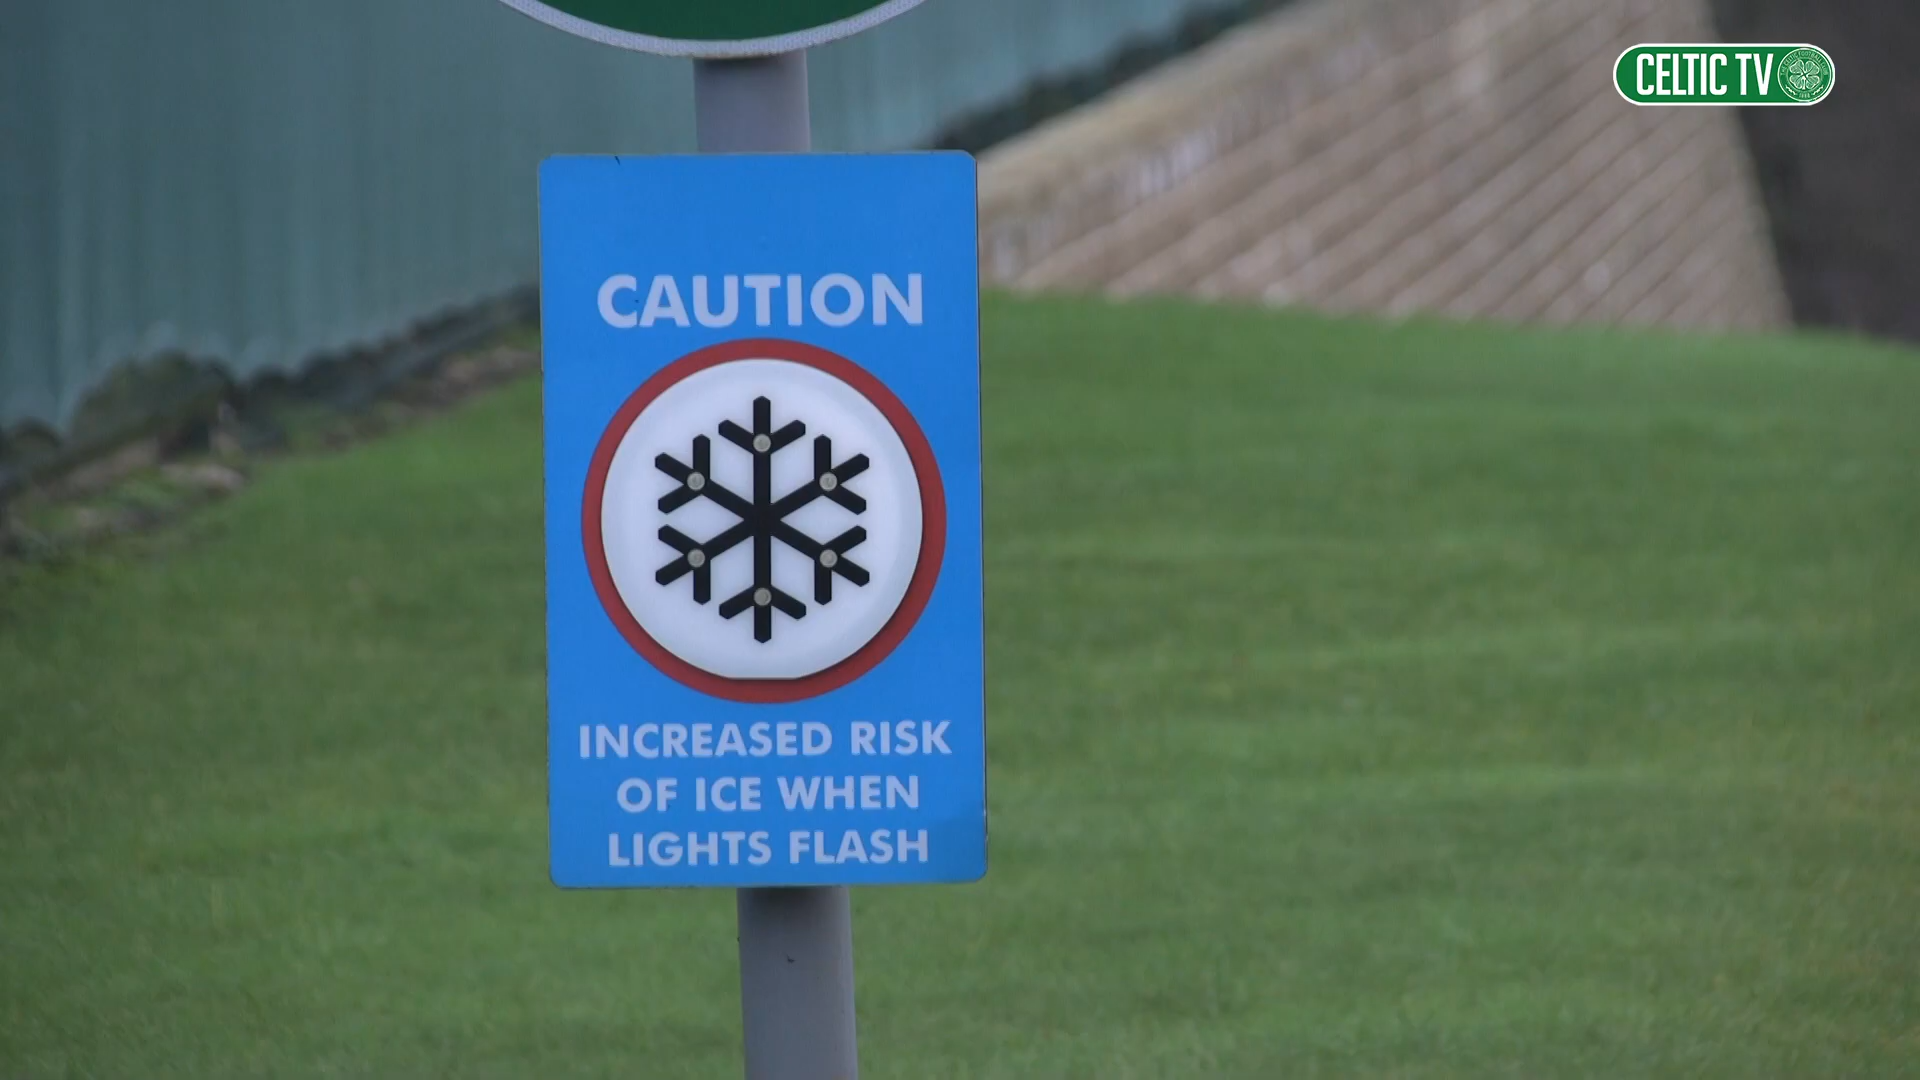 CELTIC TV
CAUTION
INCREASED RISK
OF ICE WHEN
LIGHTS FLASH